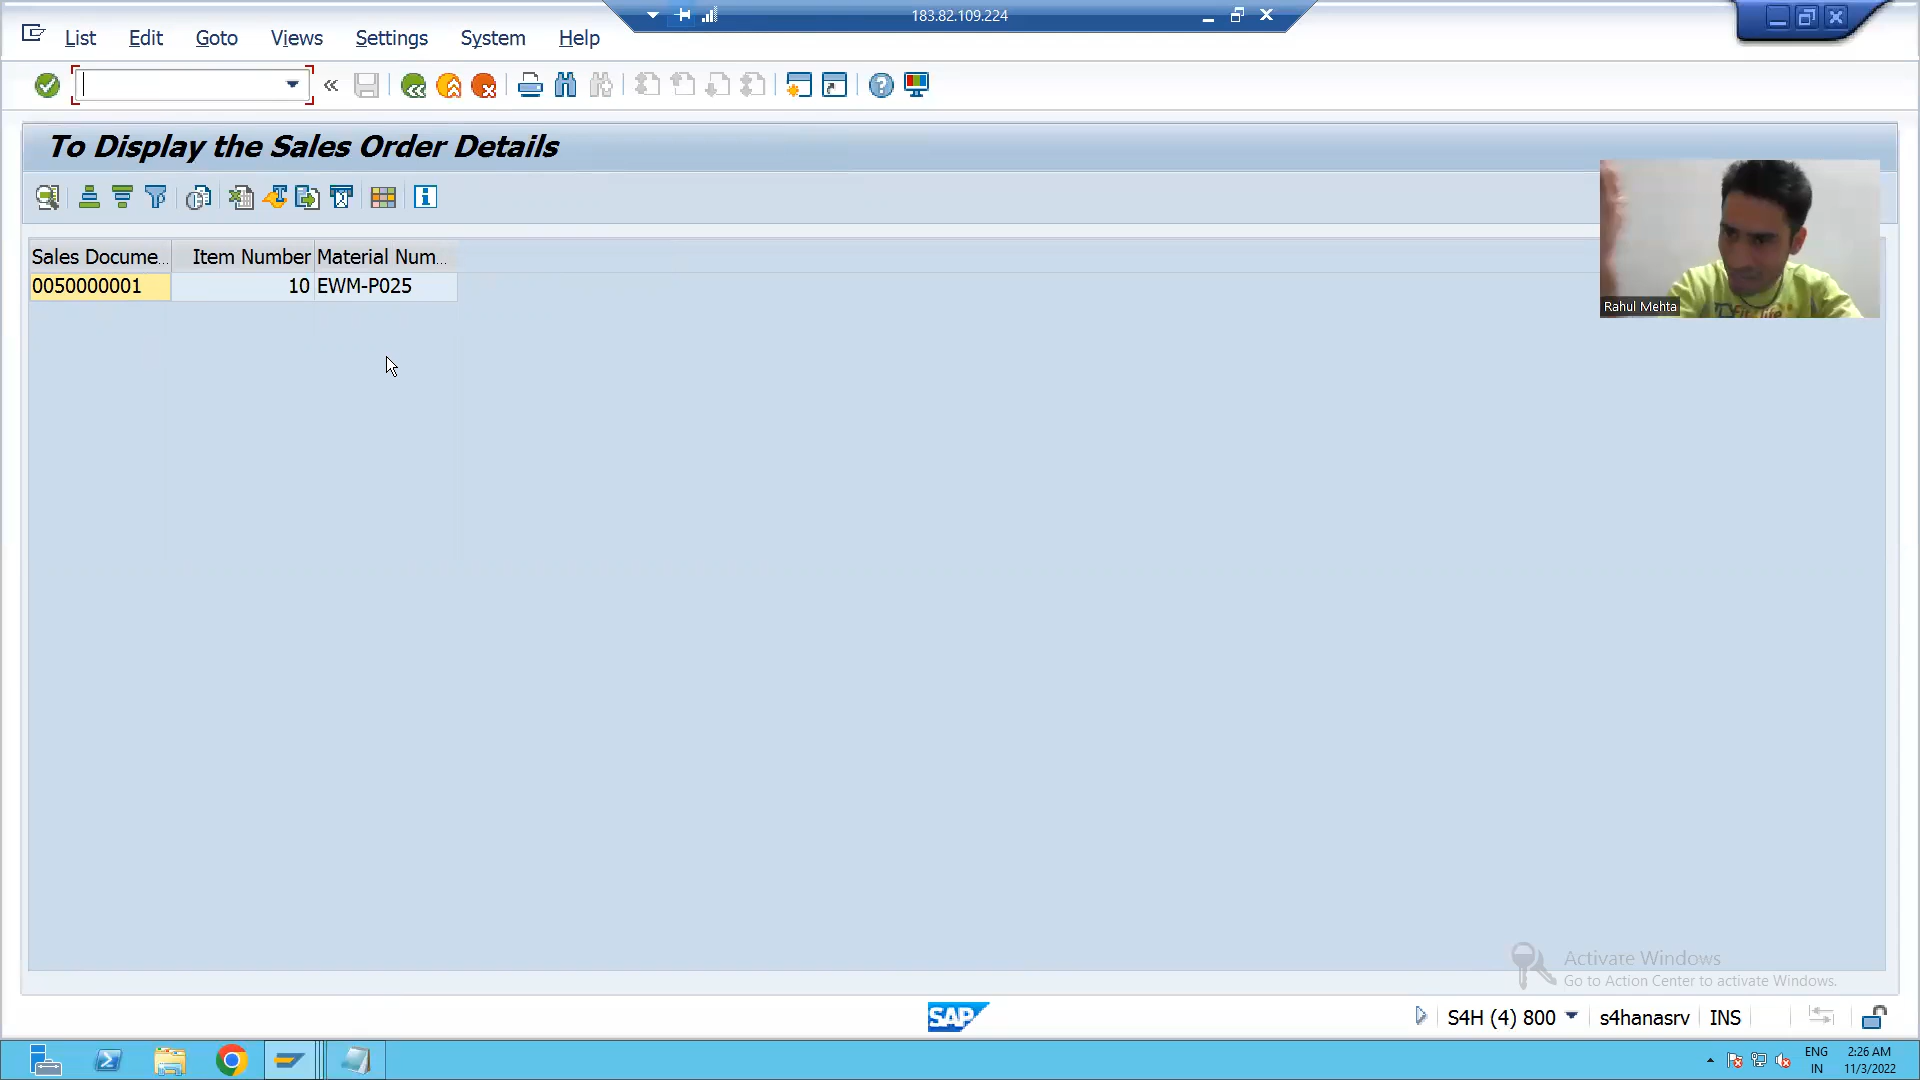 183.82.109.224
List Edit Goto Views Settings System Help
To Display the Sales Order Details
Sales Docume... Item Number Material Num...
0050000001 10 EWM-P025
Rahul Mehta
Activate Windows
Go to Action Center to activate Windows.
SAP S4H (4) 800 s4hanasrv INS
ENG 2:26 AM
IN 11/3/2022